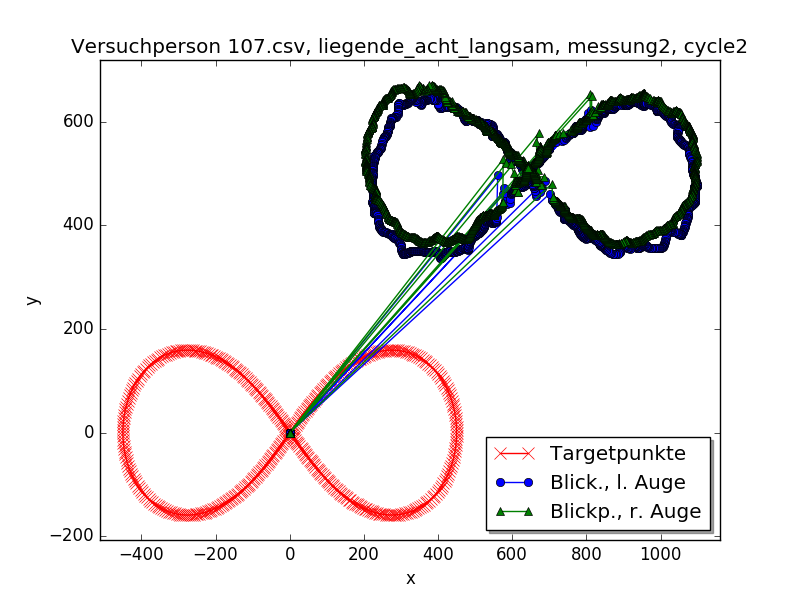 Versuchperson 107.csv, liegende_acht_langsam, messung2, cycle2
y
600
400
200
0
−200
−400
−200
0
200
400
600
800
1000
x
Targetpunkte
Blick., l. Auge
Blickp., r. Auge